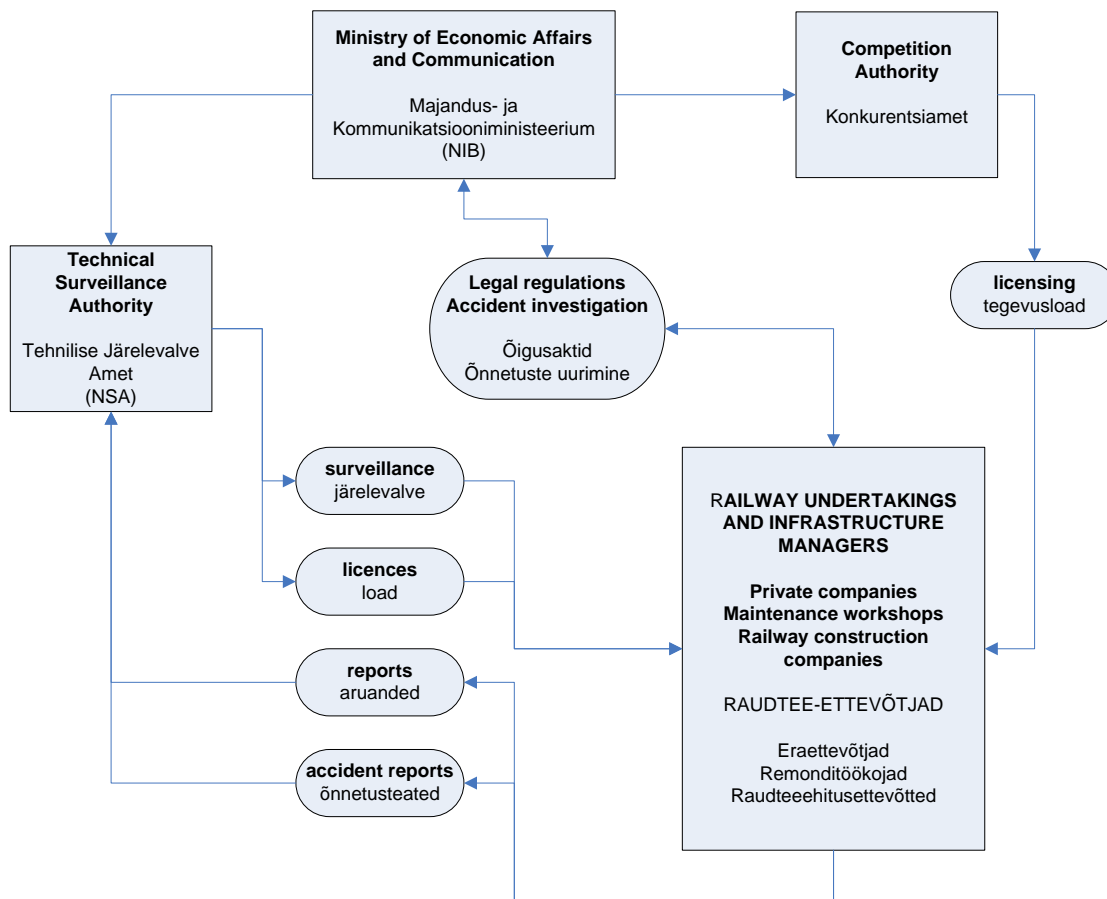 Ministry of Economic Affairs
and Communication
Majandus- ja
Kommunikatsiooniministeerium
(NIB)
Competition
Authority
Konkurentsiamet
Technical
Surveillance
Authority
Tehnilise Järelevalve
Amet
(NSA)
Legal regulations
Accident investigation
Õigusaktid
Õnnetuste uurimine
licensing
tegevusload
surveillance
järelevalve
licences
load
reports
aruanded
accident reports
õnnetusteated
RAILWAY UNDERTAKINGS
AND INFRASTRUCTURE
MANAGERS
Private companies
Maintenance workshops
Railway construction
companies
RAUDTEE-ETTEVÕTJAD
Eraettevõtjad
Remonditöökojad
Raudteeehitusettevõtted